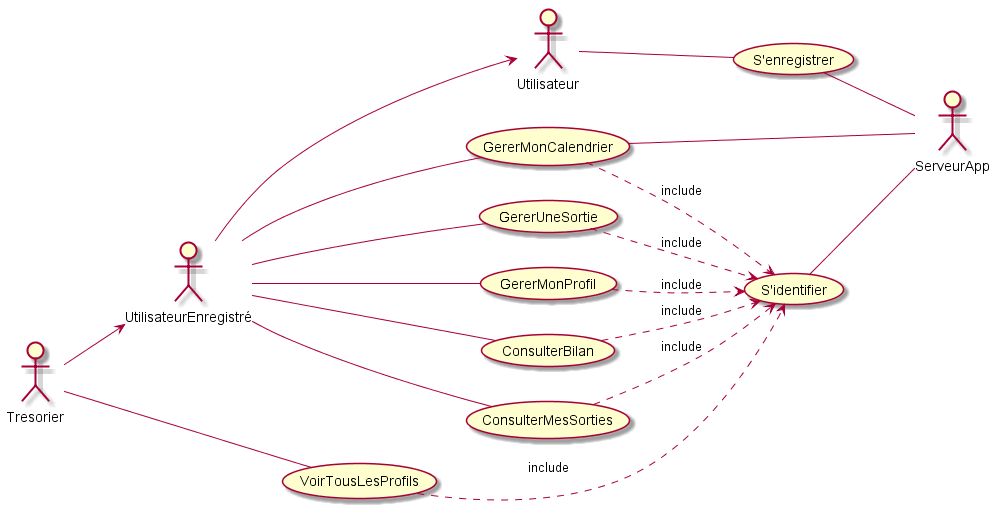 Utilisateur
S'enregistrer
ServeurApp
GererMonCalendrier
include
GererUneSortie
include
GererMonProfil
include
S'identifier
include
UtilisateurEnregistré
ConsulterBilan
include
Tresorier
ConsulterMesSorties
include
VoirTousLesProfils